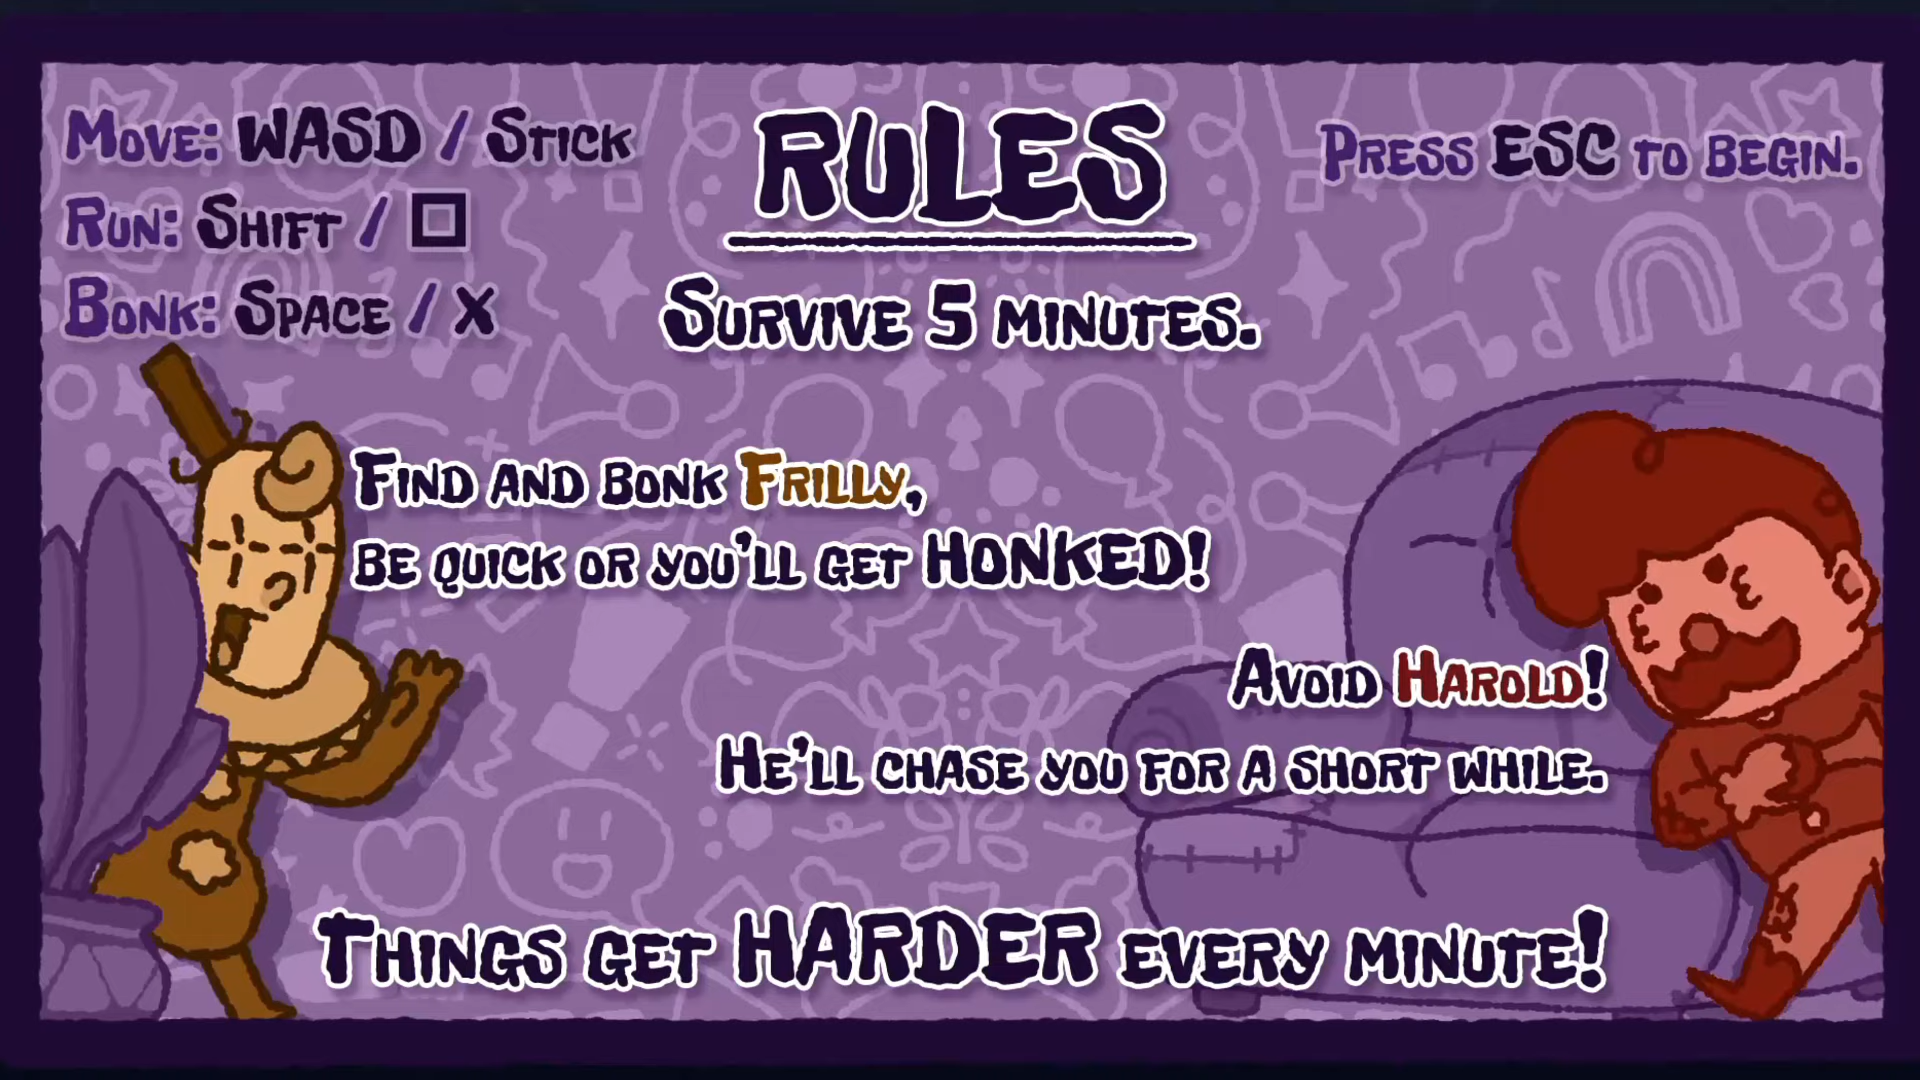 Move: WASD / Stick
Run: Shift / □
Bonk: Space / X
RULES
Press ESC to begin.
Survive 5 minutes.
Find and bonk Frilly,
be quick or you'll get HONKED!
Avoid Harold!
He'll chase you for a short while.
Things get HARDER every minute!